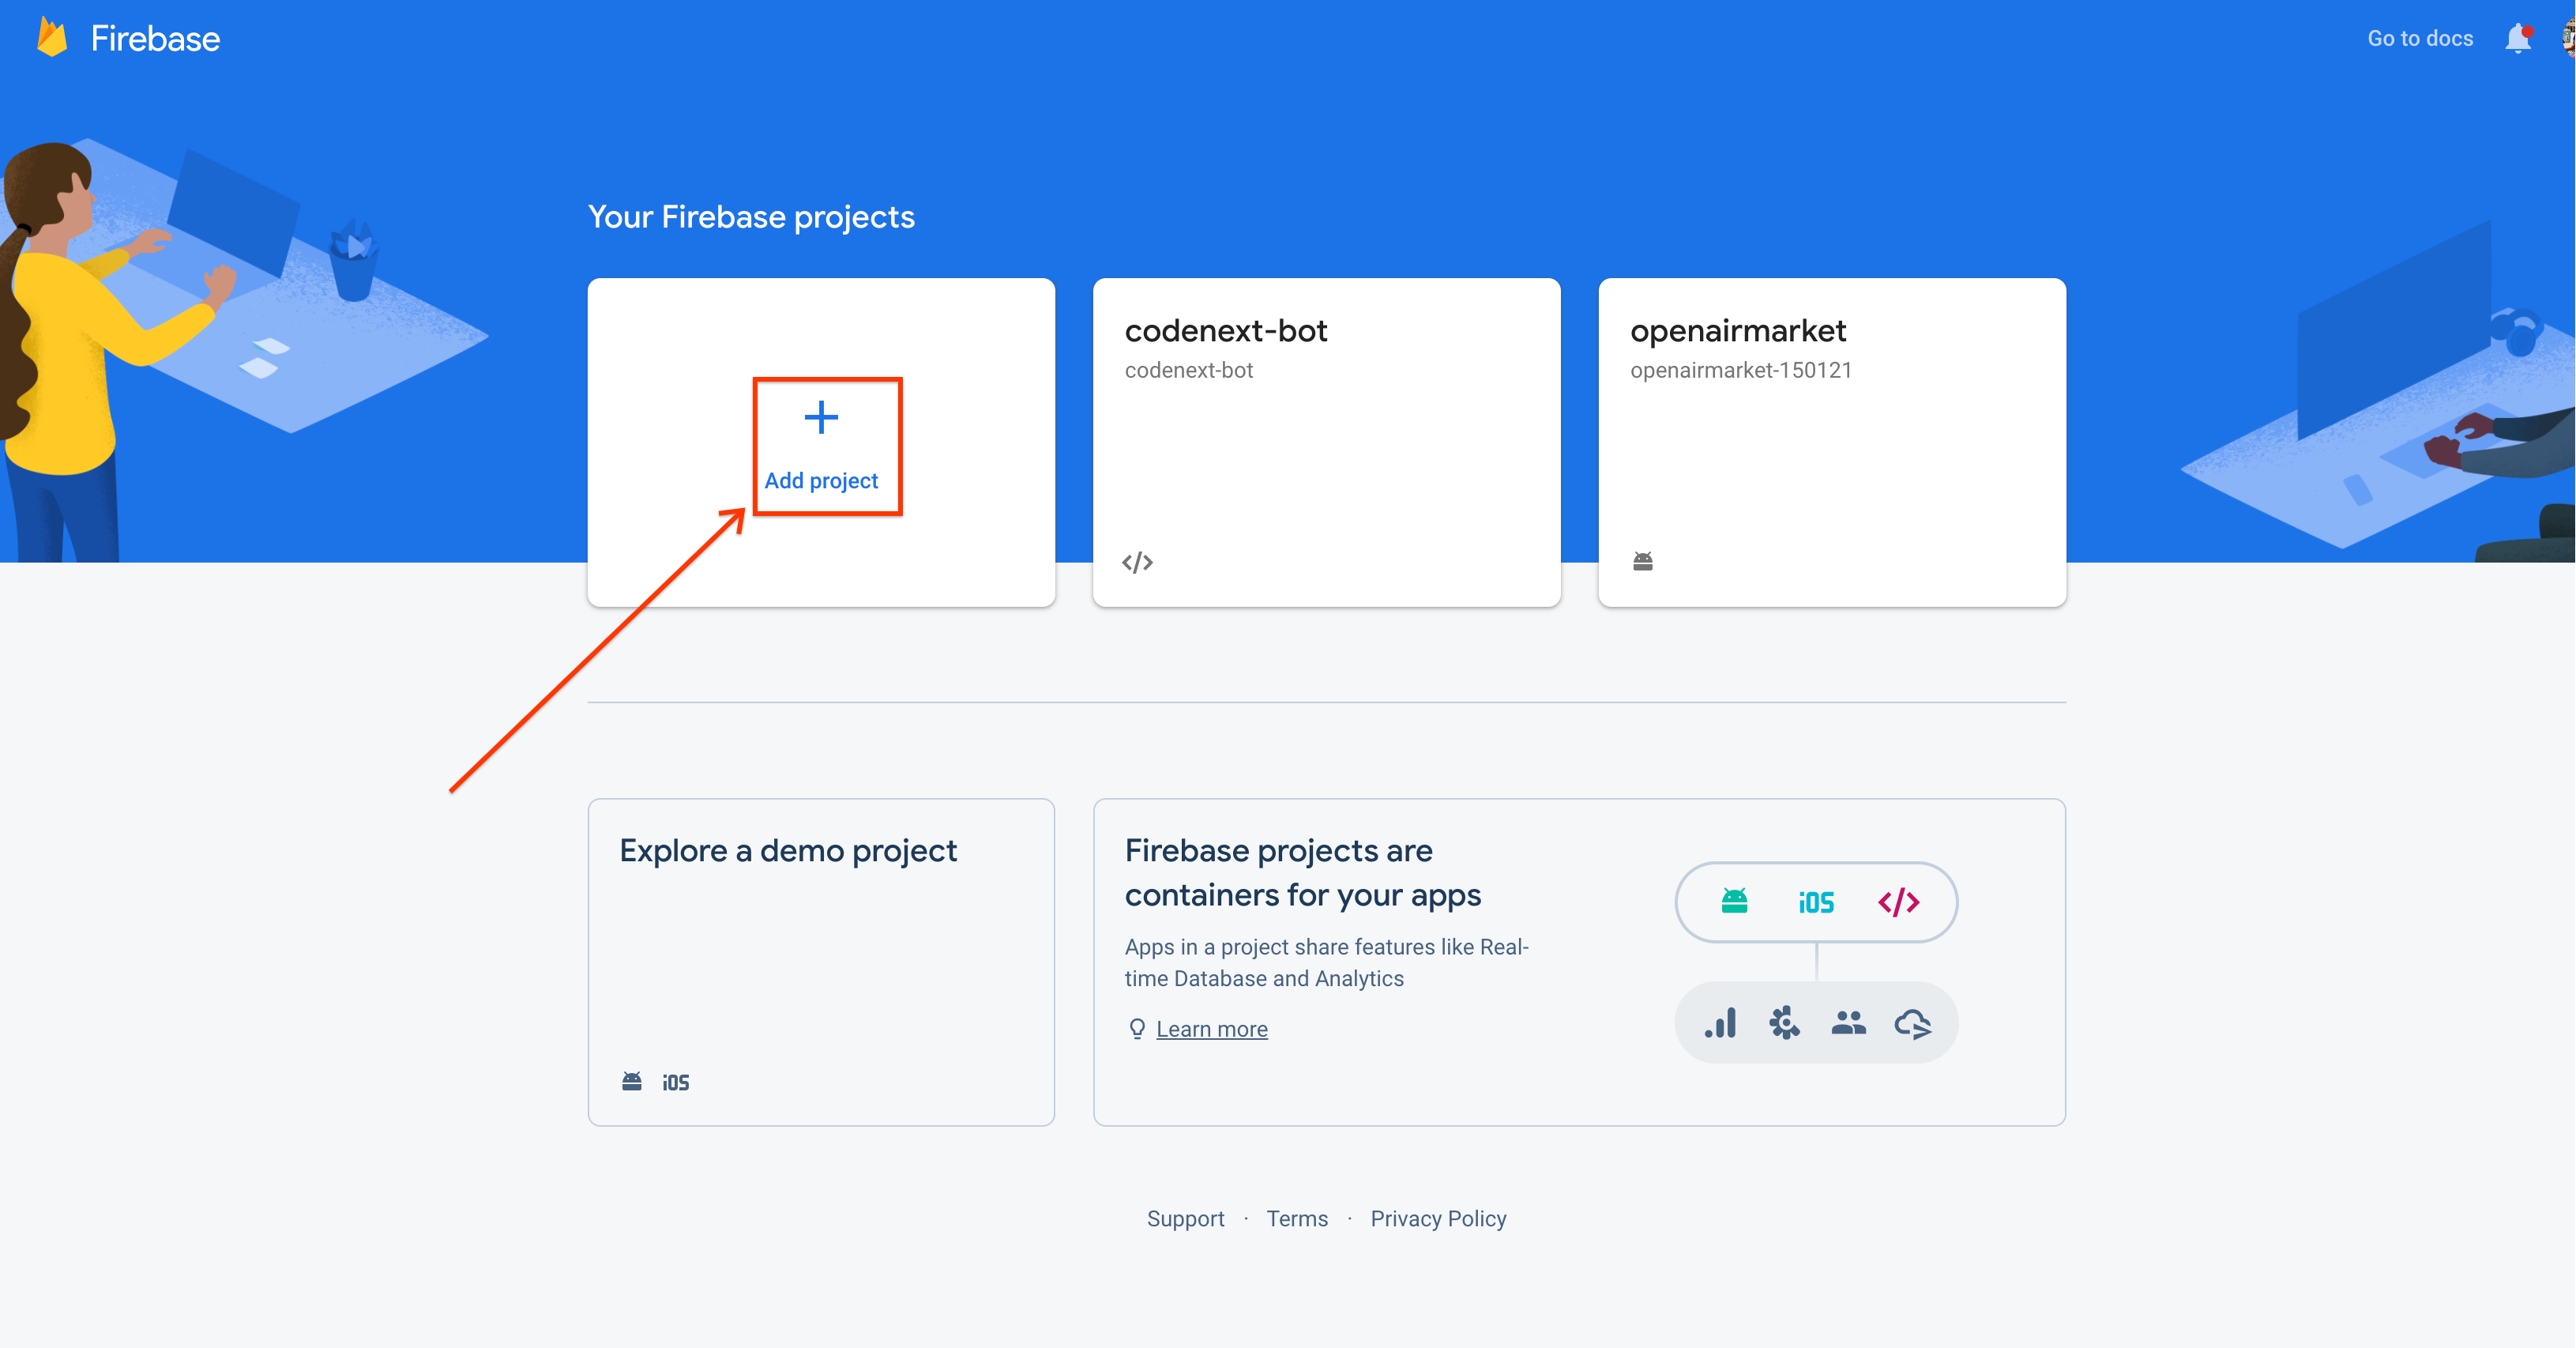 Firebase
Go to docs
Your Firebase projects
Add project
codenext-bot
codenext-bot
openairmarket
openairmarket-150121
Explore a demo project
iOS
Firebase projects are
containers for your apps
Apps in a project share features like Real-
time Database and Analytics
Learn more
iOS
Support · Terms · Privacy Policy